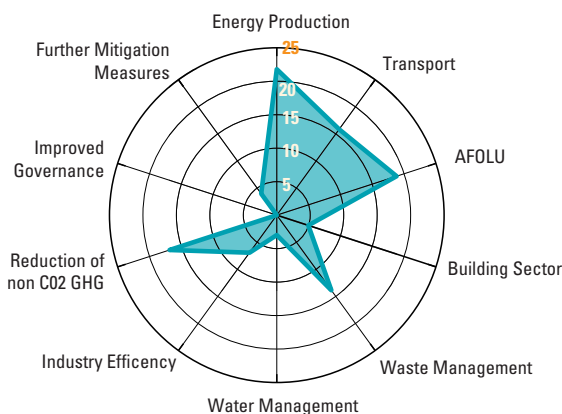 Energy Production
25
20
15
10
5
Transport
AFOLU
Building Sector
Waste Management
Water Management
Industry Efficency
Reduction of
non C02 GHG
Improved
Governance
Further Mitigation
Measures